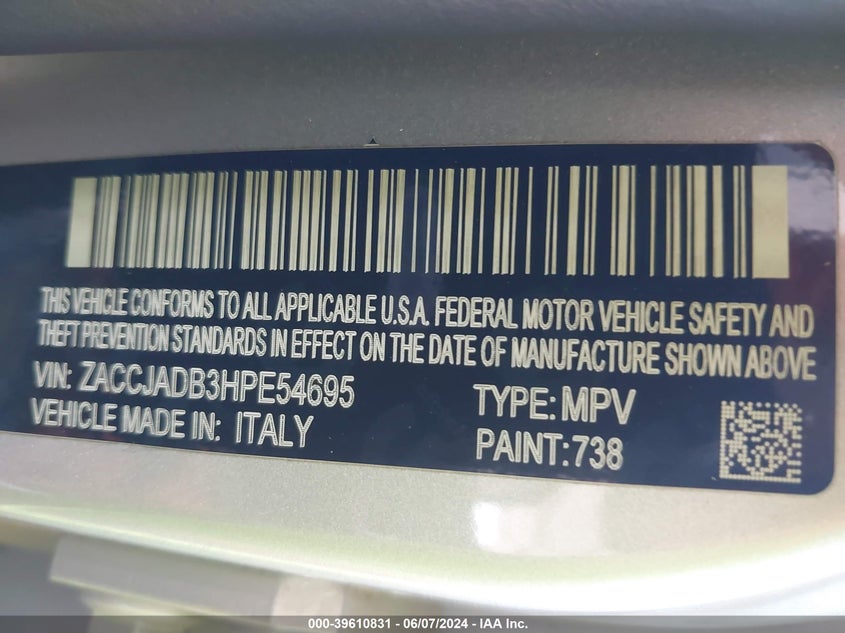 THIS VEHICLE CONFORMS TO ALL APPLICABLE U.S.A. FEDERAL MOTOR VEHICLE SAFETY AND
THEFT PREVENTION STANDARDS IN EFFECT ON THE DATE OF MANUFACTURE SHOWN ABOVE
VIN: ZACCJADB3HPE54695 TYPE: MPV
VEHICLE MADE IN: ITALY PAINT:738
000-39610831 - 06/07/2024 - IAA Inc.